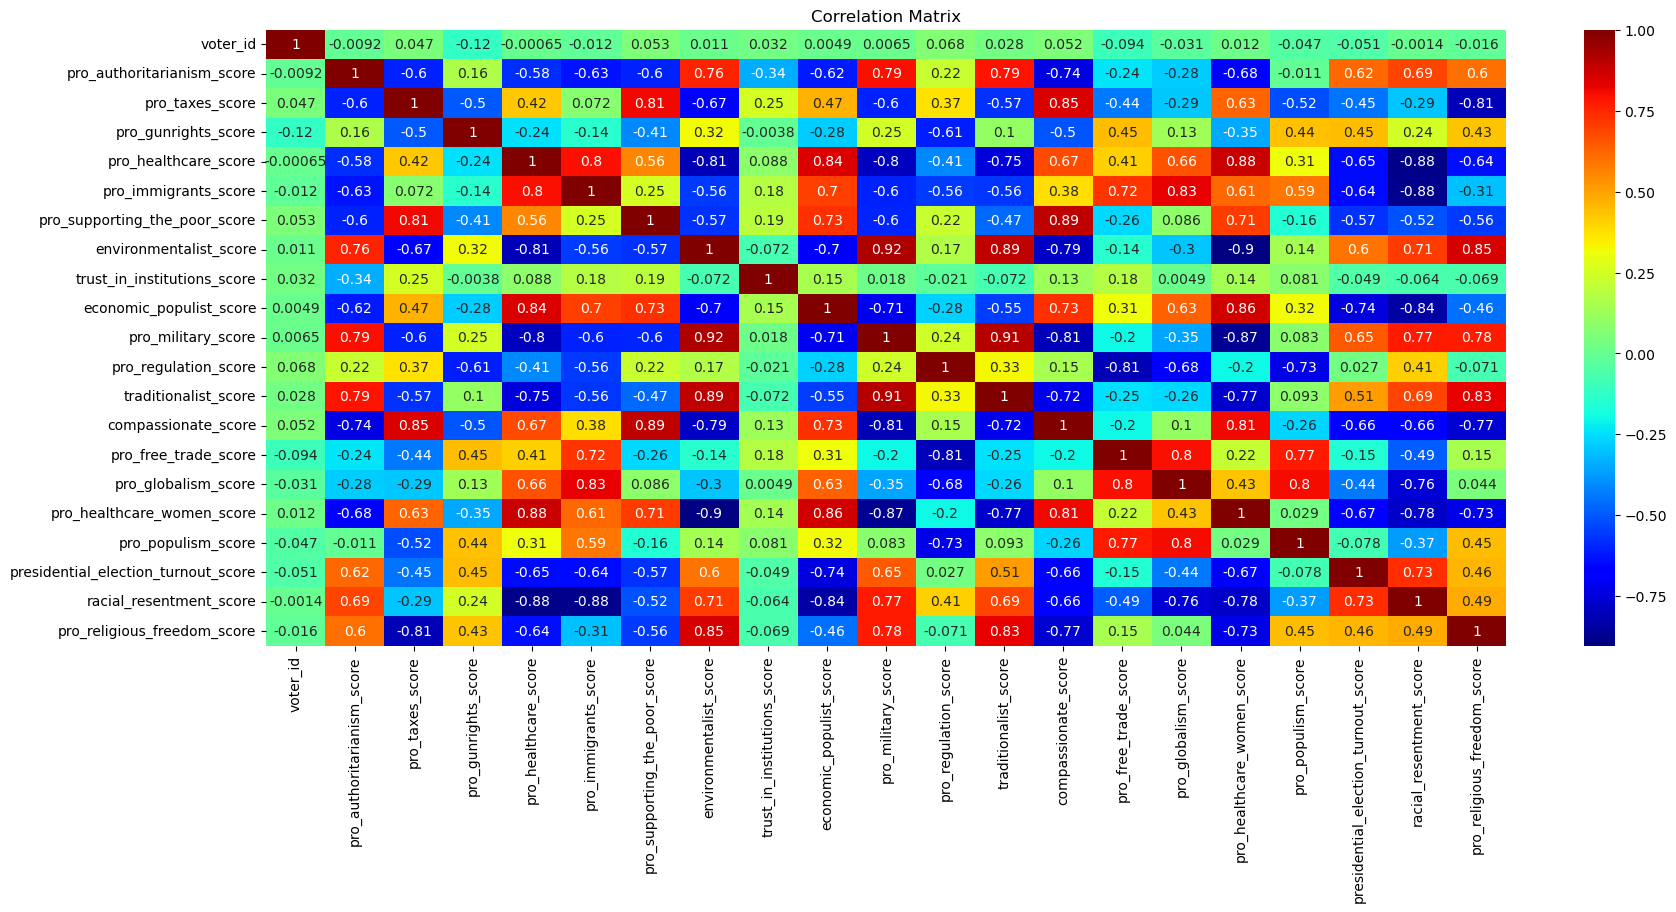 Correlation Matrix
voter_id 1 -0.0092 0.047 -0.12 -0.00065 -0.012 0.053 0.011 0.032 0.0049 0.0065 0.068 0.028 0.052 -0.094 -0.031 0.012 -0.047 -0.051 -0.0014 -0.016
pro_authoritarianism_score -0.0092 1 -0.6 0.16 -0.58 -0.63 -0.6 0.76 -0.34 -0.62 0.79 0.22 0.79 -0.74 -0.24 -0.28 -0.68 -0.011 0.62 0.69 0.6
pro_taxes_score 0.047 -0.6 1 -0.5 0.42 0.072 0.81 -0.67 0.25 0.47 -0.6 0.37 -0.57 0.85 -0.44 -0.29 0.63 -0.52 -0.45 -0.29 -0.81
pro_gunrights_score -0.12 0.16 -0.5 1 -0.24 -0.14 -0.41 0.32 -0.0038 -0.28 0.25 -0.61 0.1 -0.5 0.45 0.13 -0.35 0.44 0.45 0.24 0.43
pro_healthcare_score -0.00065 -0.58 0.42 -0.24 1 0.8 0.56 -0.81 0.088 0.84 -0.8 -0.41 -0.75 0.67 0.41 0.66 0.88 0.31 -0.65 -0.88 -0.64
pro_immigrants_score -0.012 -0.63 0.072 -0.14 0.8 1 0.25 -0.56 0.18 0.7 -0.6 -0.56 -0.56 0.38 0.72 0.83 0.61 0.59 -0.64 -0.88 -0.31
pro_supporting_the_poor_score 0.053 -0.6 0.81 -0.41 0.56 0.25 1 -0.57 0.19 0.73 -0.6 0.22 -0.47 0.89 -0.26 0.086 0.71 -0.16 -0.57 -0.52 -0.56
environmentalist_score 0.011 0.76 -0.67 0.32 -0.81 -0.56 -0.57 1 -0.072 -0.7 0.92 0.17 0.89 -0.79 -0.14 -0.3 -0.9 0.14 0.6 0.71 0.85
trust_in_institutions_score 0.032 -0.34 0.25 -0.0038 0.088 0.18 0.19 -0.072 1 0.15 0.018 -0.021 -0.072 0.13 0.18 0.0049 0.14 0.081 -0.049 -0.064 -0.069
economic_populist_score 0.0049 -0.62 0.47 -0.28 0.84 0.7 0.73 -0.7 0.15 1 -0.71 -0.28 -0.55 0.73 0.31 0.63 0.86 0.32 -0.74 -0.84 -0.46
pro_military_score 0.0065 0.79 -0.6 0.25 -0.8 -0.6 -0.6 0.92 0.018 -0.71 1 0.24 0.91 -0.81 -0.2 -0.35 -0.87 0.083 0.65 0.77 0.78
pro_regulation_score 0.068 0.22 0.37 -0.61 -0.41 -0.56 0.22 0.17 -0.021 -0.28 0.24 1 0.33 0.15 -0.81 -0.68 -0.2 -0.73 0.027 0.41 -0.071
traditionalist_score 0.028 0.79 -0.57 0.1 -0.75 -0.56 -0.47 0.89 -0.072 -0.55 0.91 0.33 1 -0.72 -0.25 -0.26 -0.77 0.093 0.51 0.69 0.83
compassionate_score 0.052 -0.74 0.85 -0.5 0.67 0.38 0.89 -0.79 0.13 0.73 -0.81 0.15 -0.72 1 -0.2 0.1 0.81 -0.26 -0.66 -0.66 -0.77
pro_free_trade_score -0.094 -0.24 -0.44 0.45 0.41 0.72 -0.26 -0.14 0.18 0.31 -0.2 -0.81 -0.25 -0.2 1 0.8 0.22 0.77 -0.15 -0.49 0.15
pro_globalism_score -0.031 -0.28 -0.29 0.13 0.66 0.83 0.086 -0.3 0.0049 0.63 -0.35 -0.68 -0.26 0.1 0.8 1 0.43 0.8 -0.44 -0.76 0.044
pro_healthcare_women_score 0.012 -0.68 0.63 -0.35 0.88 0.61 0.71 -0.9 0.14 0.86 -0.87 -0.2 -0.77 0.81 0.22 0.43 1 0.029 -0.67 -0.78 -0.73
pro_populism_score -0.047 -0.011 -0.52 0.44 0.31 0.59 -0.16 0.14 0.081 0.32 0.083 -0.73 0.093 -0.26 0.77 0.8 0.029 1 -0.078 -0.37 0.45
presidential_election_turnout_score -0.051 0.62 -0.45 0.45 -0.65 -0.64 -0.57 0.6 -0.049 -0.74 0.65 0.027 0.51 -0.66 -0.15 -0.44 -0.67 -0.078 1 0.73 0.46
racial_resentment_score -0.0014 0.69 -0.29 0.24 -0.88 -0.88 -0.52 0.71 -0.064 -0.84 0.77 0.41 0.69 -0.66 -0.49 -0.76 -0.78 -0.37 0.73 1 0.49
pro_religious_freedom_score -0.016 0.6 -0.81 0.43 -0.64 -0.31 -0.56 0.85 -0.069 -0.46 0.78 -0.071 0.83 -0.77 0.15 0.044 -0.73 0.45 0.46 0.49 1
voter_id
pro_authoritarianism_score
pro_taxes_score
pro_gunrights_score
pro_healthcare_score
pro_immigrants_score
pro_supporting_the_poor_score
environmentalist_score
trust_in_institutions_score
economic_populist_score
pro_military_score
pro_regulation_score
traditionalist_score
compassionate_score
pro_free_trade_score
pro_globalism_score
pro_healthcare_women_score
pro_populism_score
presidential_election_turnout_score
racial_resentment_score
pro_religious_freedom_score
1.00
0.75
0.50
0.25
0.00
−0.25
−0.50
−0.75